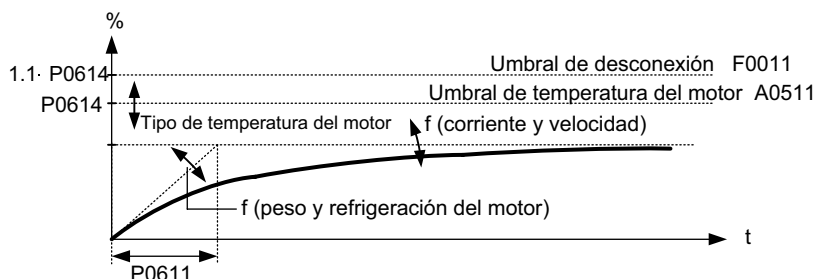 %
Umbral de desconexión F0011
1.1· P0614
Umbral de temperatura del motor A0511
P0614
Tipo de temperatura del motor
f (corriente y velocidad)
f (peso y refrigeración del motor)
t
P0611